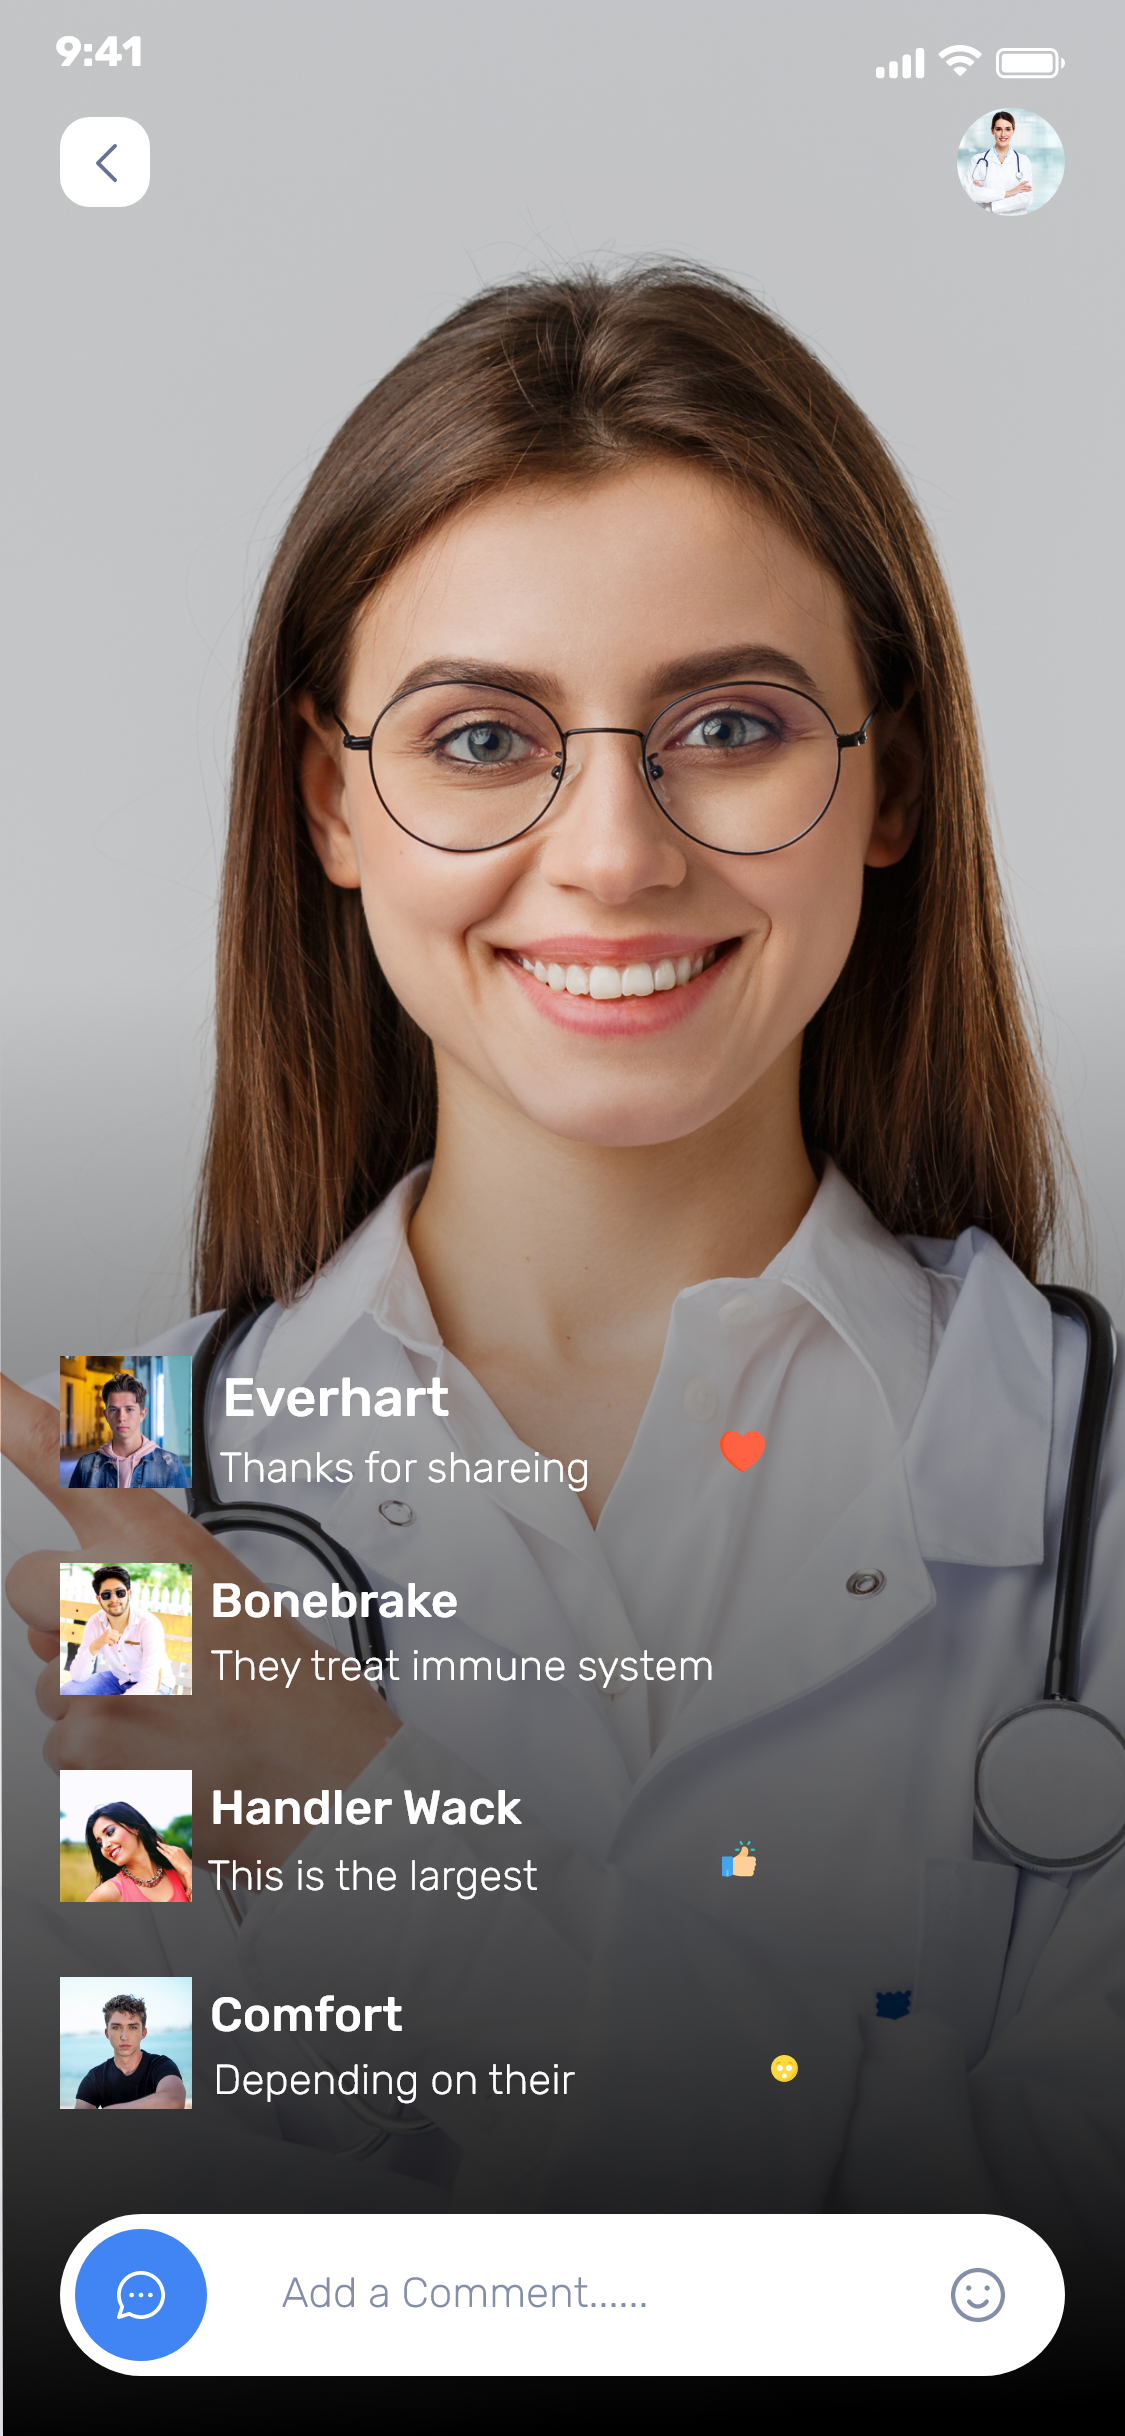 9:41
Everhart
Thanks for shareing
Bonebrake
They treat immune system
Handler Wack
This is the largest
Comfort
Depending on their
Add a Comment......